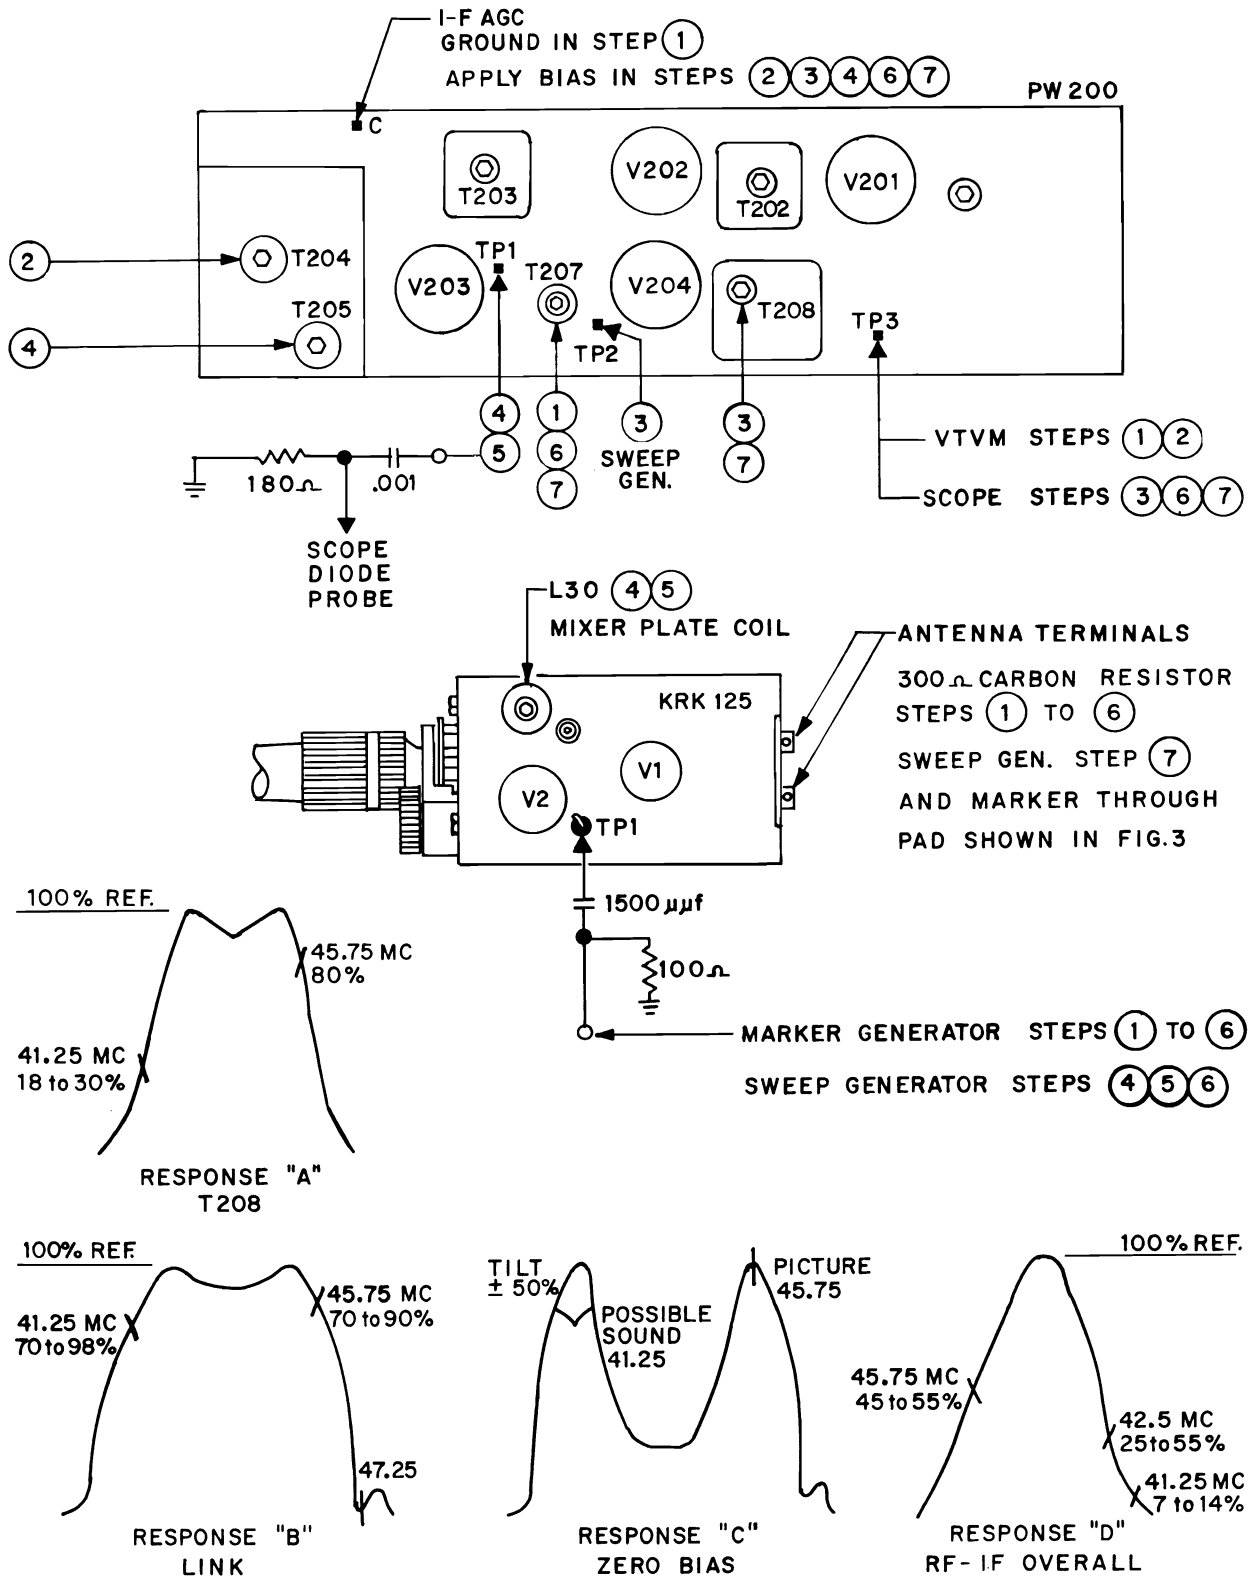 I-F AGC
GROUND IN STEP 1
APPLY BIAS IN STEPS 2 3 4 6 7
PW 200
C
T203
V202
T202
V201
2
T204
TP1
T207
V203
V204
T208
T205
TP2
TP3
4
4
5
1
6
7
3
SWEEP
GEN.
3
7
VTVM STEPS 1 2
SCOPE STEPS 3 6 7
180Ω
.001
SCOPE
DIODE
PROBE
L30 4 5
MIXER PLATE COIL
ANTENNA TERMINALS
300Ω CARBON RESISTOR
STEPS 1 TO 6
SWEEP GEN. STEP 7
AND MARKER THROUGH
PAD SHOWN IN FIG.3
KRK 125
V1
V2
TP1
1500 µµf
100Ω
MARKER GENERATOR STEPS 1 TO 6
SWEEP GENERATOR STEPS 4 5 6
100% REF.
45.75 MC
80%
41.25 MC
18 to 30%
RESPONSE "A"
T208
100% REF.
45.75 MC
70 to 90%
41.25 MC
70 to 98%
47.25
RESPONSE "B"
LINK
TILT
± 50%
PICTURE
45.75
POSSIBLE
SOUND
41.25
RESPONSE "C"
ZERO BIAS
100% REF.
45.75 MC
45 to 55%
42.5 MC
25 to 55%
41.25 MC
7 to 14%
RESPONSE "D"
RF-IF OVERALL